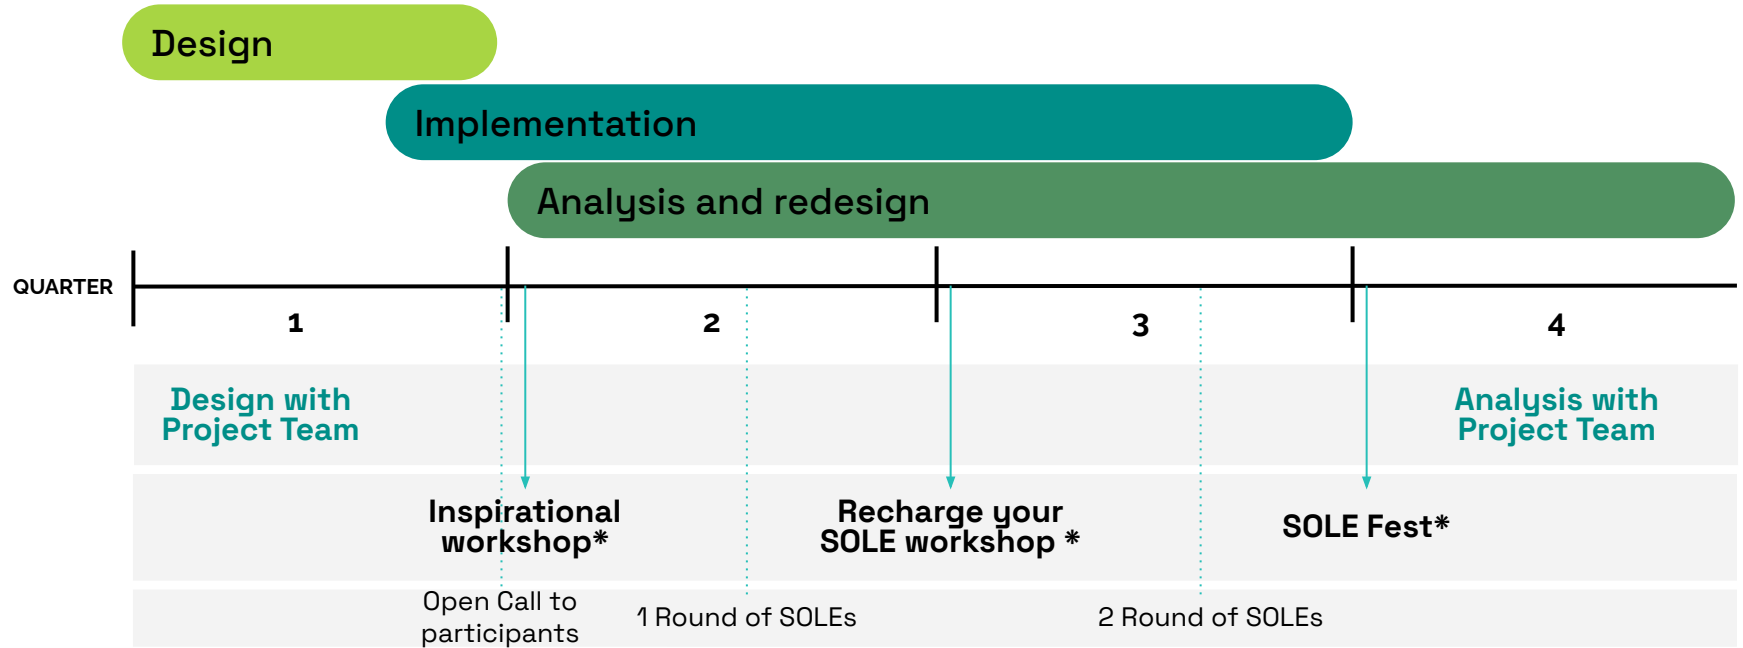 Design
Implementation
Analysis and redesign
QUARTER
1
2
3
4
Design with
Project Team
Analysis with
Project Team
Inspirational
workshop*
Recharge your
SOLE workshop *
SOLE Fest*
Open Call to
participants
1 Round of SOLEs
2 Round of SOLEs